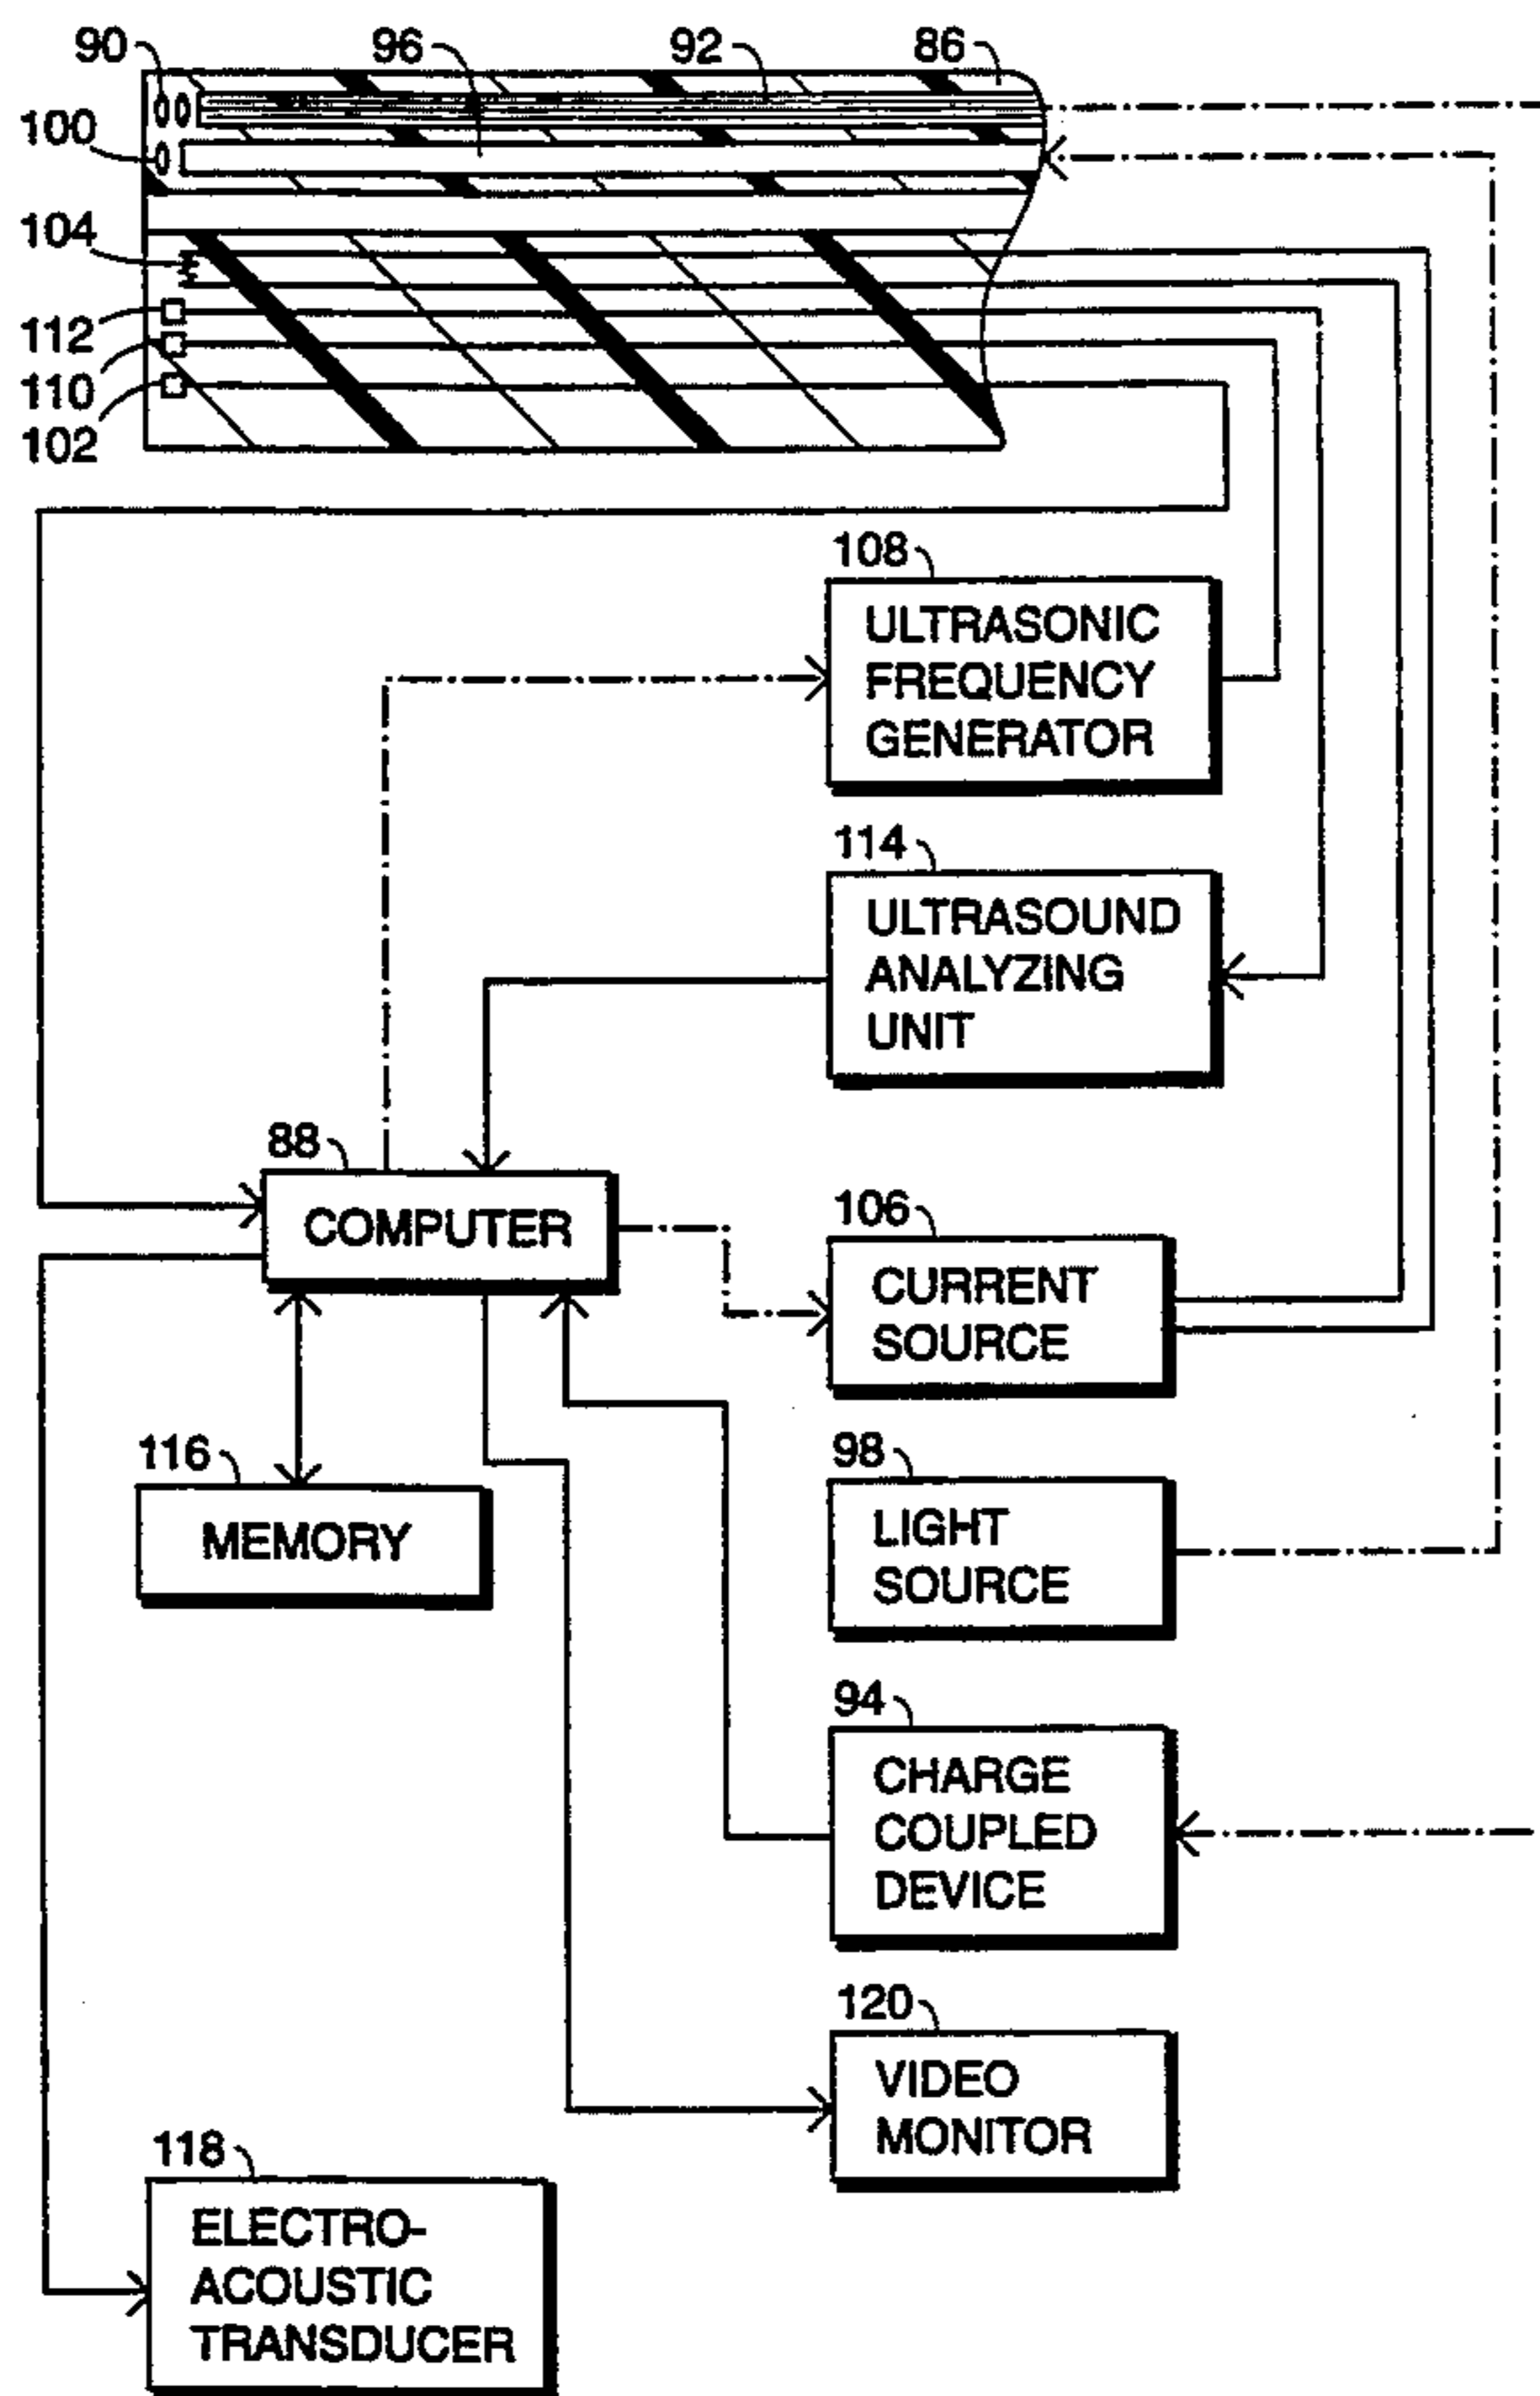 90
96
92
86
100
104
112
110
102
108
ULTRASONIC
FREQUENCY
GENERATOR
114
ULTRASOUND
ANALYZING
UNIT
88
COMPUTER
106
CURRENT
SOURCE
116
MEMORY
98
LIGHT
SOURCE
94
CHARGE
COUPLED
DEVICE
120
VIDEO
MONITOR
118
ELECTRO-
ACOUSTIC
TRANSDUCER